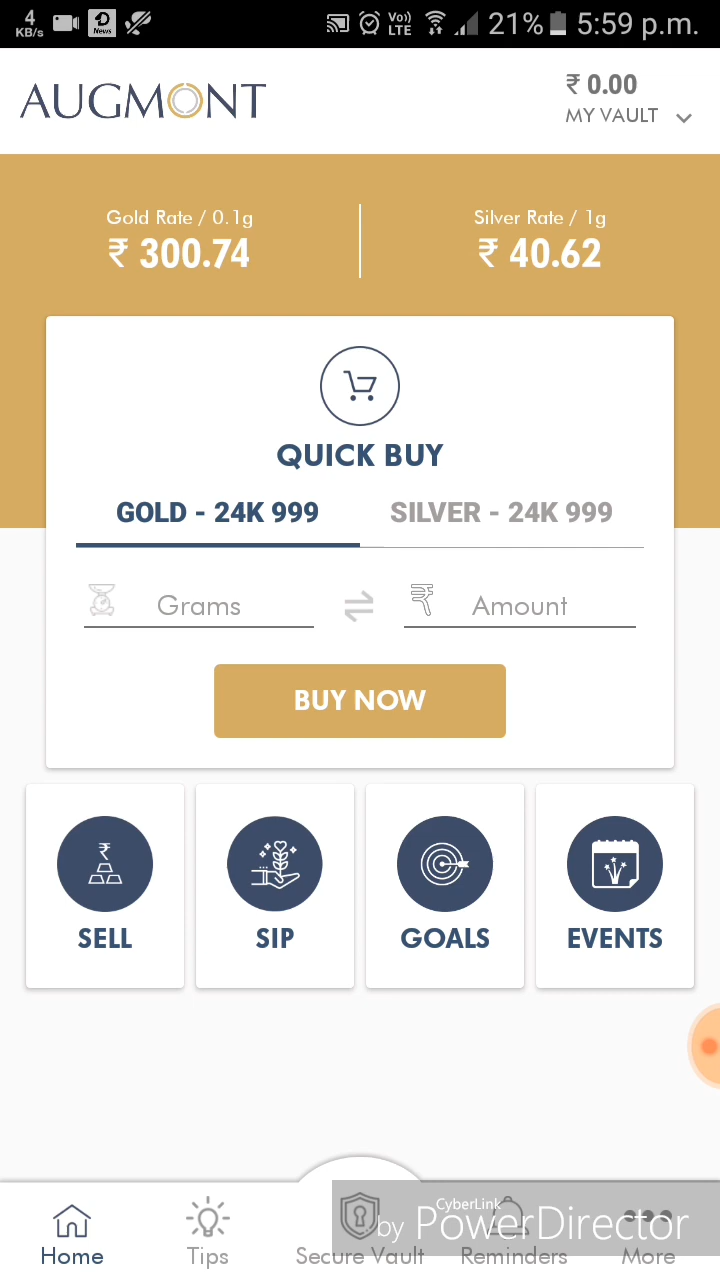 4
KB/s
News
Vo))
LTE
21%
5:59 p.m.
AUGMONT
₹ 0.00
MY VAULT
Gold Rate / 0.1g
₹ 300.74
Silver Rate / 1g
₹ 40.62
QUICK BUY
GOLD - 24K 999
SILVER - 24K 999
Grams
₹ Amount
BUY NOW
SELL
SIP
GOALS
EVENTS
CyberLink
by PowerDirector
Home
Tips
Secure Vault
Reminders
More